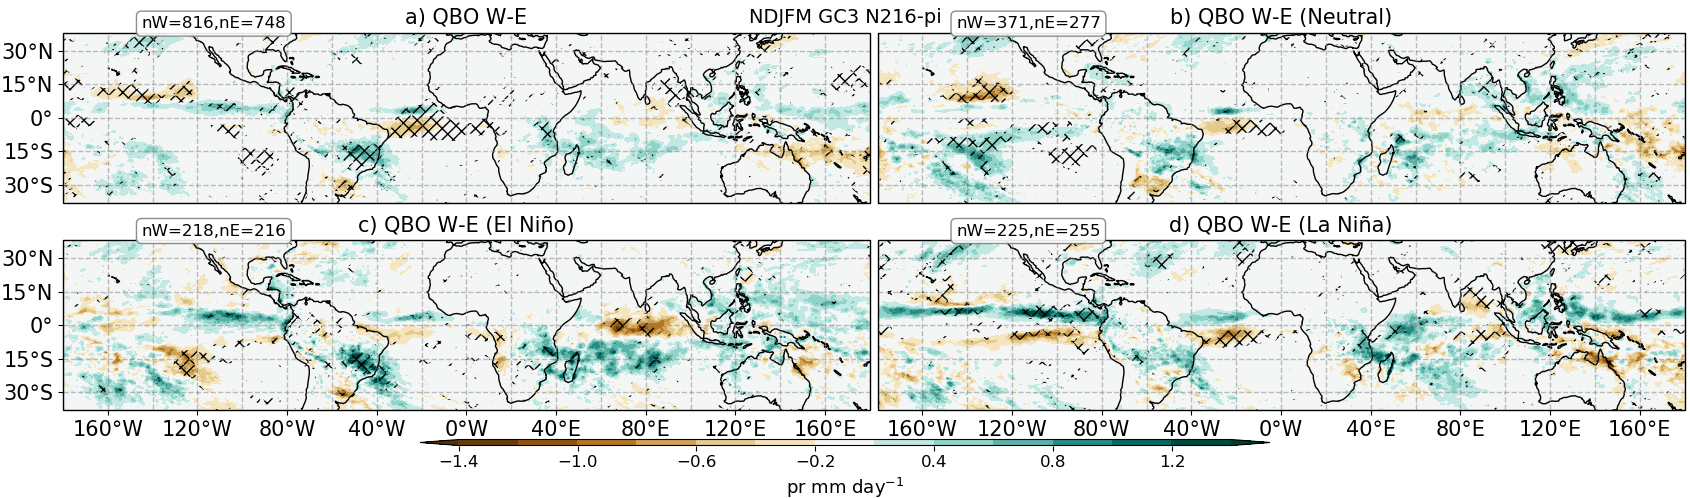 NDJFM GC3 N216-pi
nW=816,nE=748
a) QBO W-E
nW=371,nE=277
b) QBO W-E (Neutral)
30°N
15°N
0°
15°S
30°S
nW=218,nE=216
c) QBO W-E (El Niño)
nW=225,nE=255
d) QBO W-E (La Niña)
30°N
15°N
0°
15°S
30°S
160°W 120°W 80°W 40°W 0°W 40°E 80°E 120°E 160°E
160°W 120°W 80°W 40°W 0°W 40°E 80°E 120°E 160°E
−1.4 −1.0 −0.6 −0.2 0.4 0.8 1.2
pr mm day⁻¹